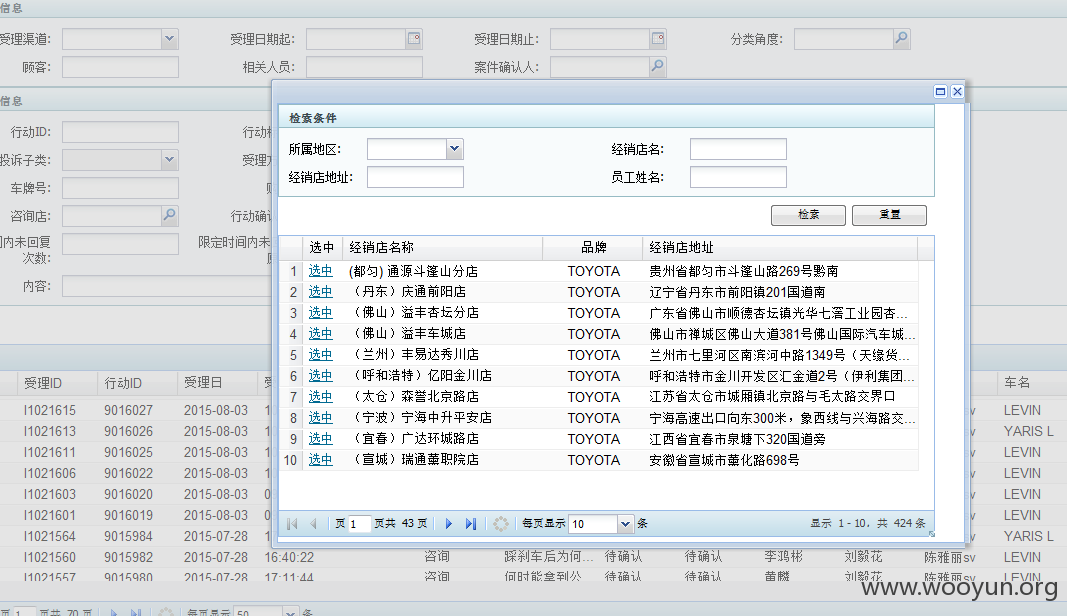 信息
受理渠道: 受理日期起: 受理日期止: 分类角度:
顾客: 相关人员: 案件确认人:
信息
行动ID:
投诉子类:
车牌号:
咨询店: 行动确
内未回复 限定时间内未
次数:
内容:
检索条件
所属地区: 经销店名:
经销店地址: 员工姓名:
检索 重置
选中 经销店名称 品牌 经销店地址
1 选中 (都匀) 通源斗篷山分店 TOYOTA 贵州省都匀市斗篷山路269号黔南
2 选中 （丹东）庆通前阳店 TOYOTA 辽宁省丹东市前阳镇201国道南
3 选中 （佛山）溢丰杏坛分店 TOYOTA 广东省佛山市顺德杏坛镇光华七滘工业园杏...
4 选中 （佛山）溢丰车城店 TOYOTA 佛山市禅城区佛山大道381号佛山国际汽车城...
5 选中 （兰州）丰易达秀川店 TOYOTA 兰州市七里河区南滨河中路1349号（天缘货...
6 选中 （呼和浩特）亿阳金川店 TOYOTA 呼和浩特市金川开发区汇金道2号（伊利集团...
7 选中 （太仓）森誉北京路店 TOYOTA 江苏省太仓市城厢镇北京路与毛太路交界口
8 选中 （宁波）宁海中升平安店 TOYOTA 宁海高速出口向东300米，象西线与兴海路交...
9 选中 （宜春）广达环城路店 TOYOTA 江西省宜春市泉塘下320国道旁
10 选中 （宣城）瑞通薰职院店 TOYOTA 安徽省宣城市薰化路698号
页 1 页共 43 页 每页显示 10 条 显示 1 - 10, 共 424 条
受理ID 行动ID 受理日 车名
I1021615 9016027 2015-08-03 LEVIN
I1021613 9016026 2015-08-03 YARIS L
I1021611 9016025 2015-08-03 LEVIN
I1021606 9016022 2015-08-03 LEVIN
I1021603 9016020 2015-08-03 LEVIN
I1021601 9016019 2015-08-03 LEVIN
I1021564 9015984 2015-07-28 YARIS L
I1021560 9015982 2015-07-28 16:40:22 咨询 踩刹车后为何... 待确认 待确认 李鸿彬 刘毅花 陈雅丽sv LEVIN
I1021557 9015980 2015-07-28 17:11:44 咨询 何时能拿到公 待确认 待确认 黄麟 刘毅花 陈雅丽sv LEVIN
页 1 页共 70 页 每页显示 50 条
www.wooyun.org